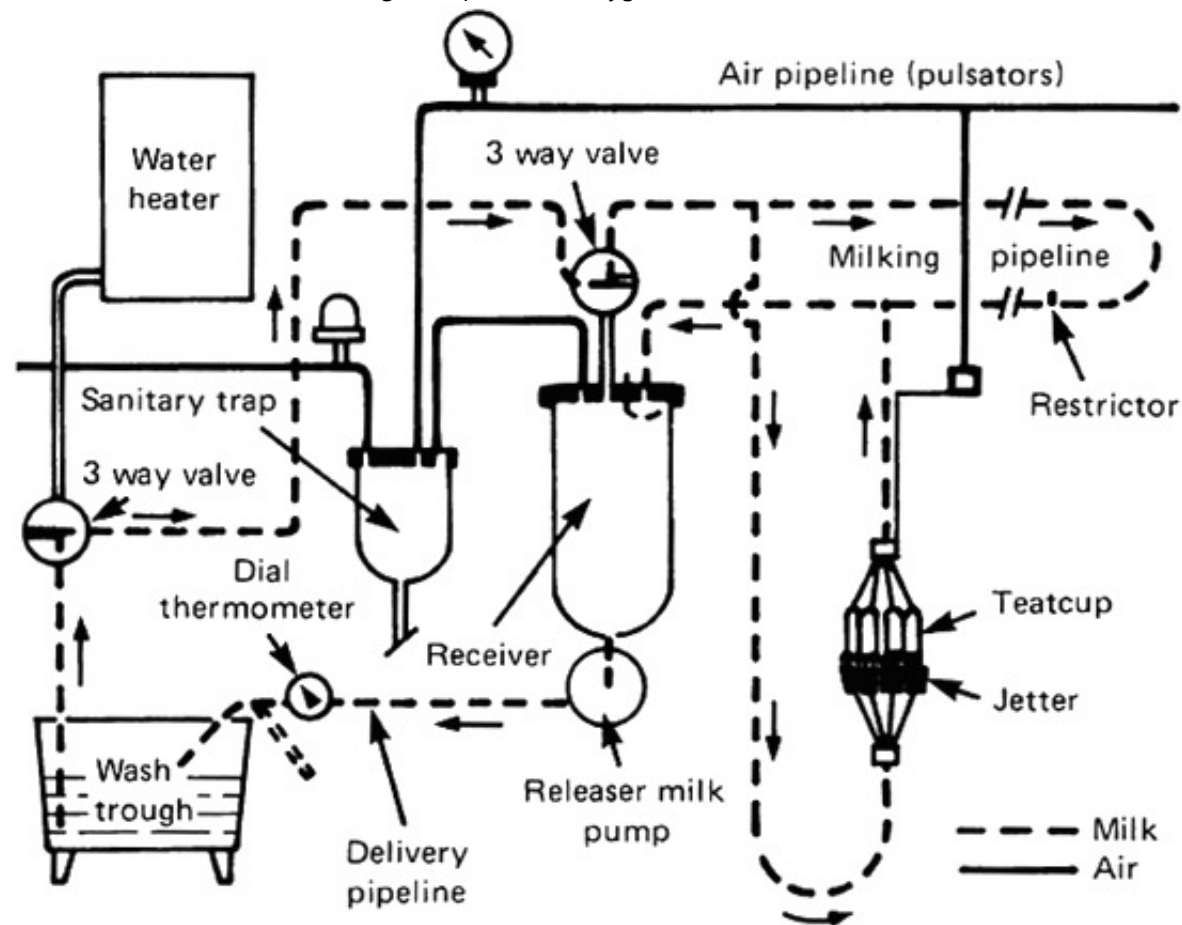 Air pipeline (pulsators)
Water
heater
3 way valve
Milking pipeline
Sanitary trap
Restrictor
3 way valve
Dial
thermometer
Receiver
Teatcup
Jetter
Wash
trough
Releaser milk
pump
Delivery
pipeline
Milk
Air